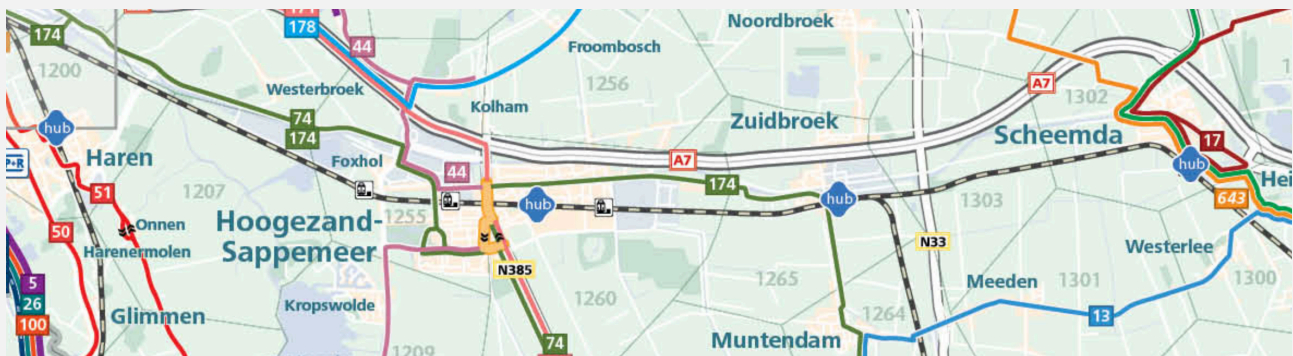 171
178
174
44
Noordbroek
Froombosch
1200
1256
A7
1302
Westerbroek
Kolham
74
174
Zuidbroek
Scheemda
hub
Haren
Foxhol
A7
17
P+R
44
hub
51
1207
174
Hei
1255
hub
hub
1303
643
Onnen
Hoogezand-
Sappemeer
50
Harenermolen
N33
Westerlee
N385
5
1265
Meeden
1301
1300
26
Kropswolde
1260
100
Glimmen
1264
13
74
Muntendam
1209